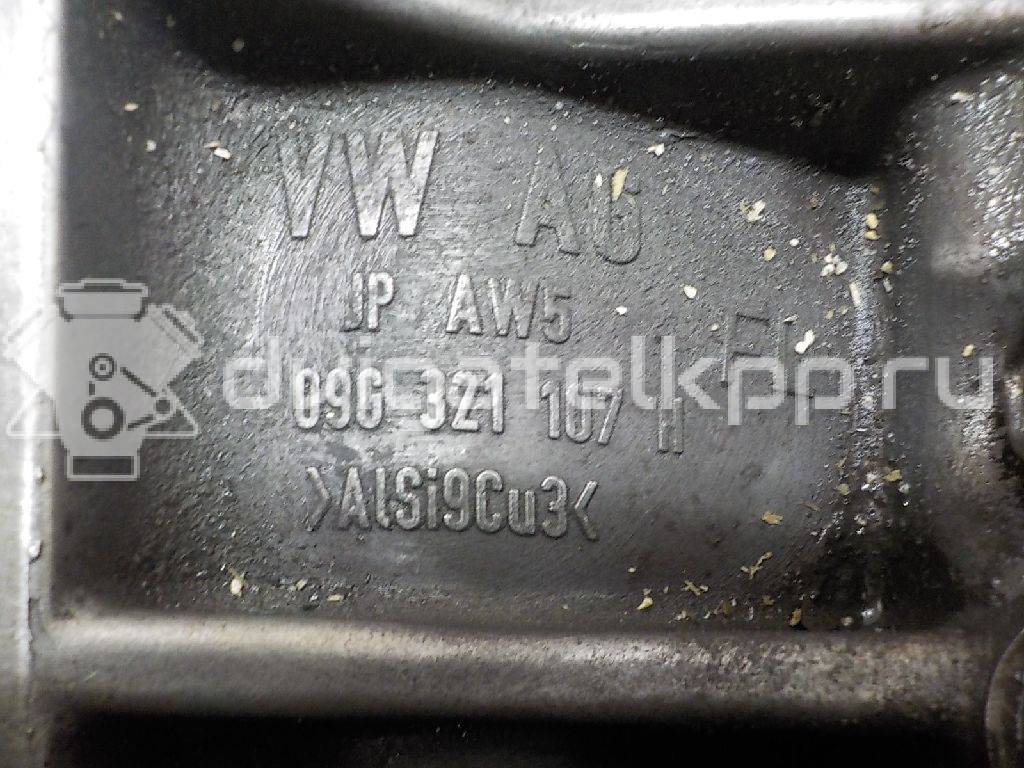 VW AG
JP AW5
09G 321 107 H
>AlSi9Cu3<
dvigatelkpp.ru